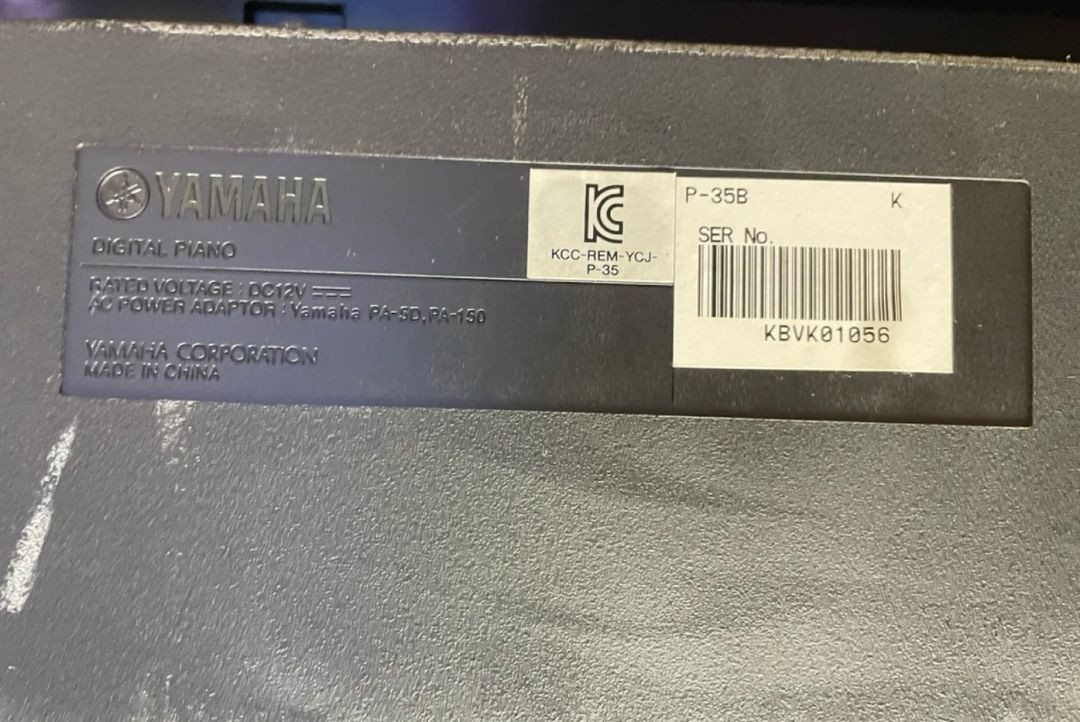 YAMAHA
DIGITAL PIANO
RATED VOLTAGE : DC12V
AC POWER ADAPTOR : Yamaha PA-5D, PA-150
YAMAHA CORPORATION
MADE IN CHINA
KC
KCC-REM-YCJ-
P-35
P-35B K
SER No.
KBVK01056